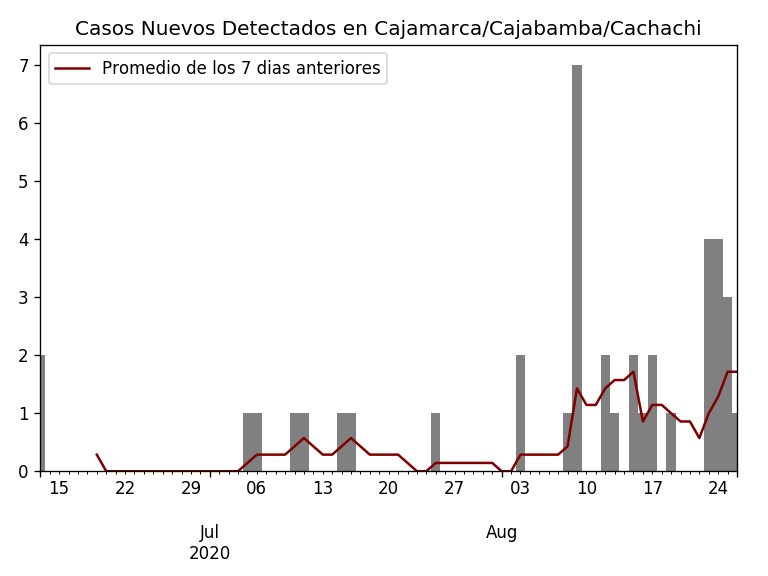 Casos Nuevos Detectados en Cajamarca/Cajabamba/Cachachi
Promedio de los 7 dias anteriores
7
6
5
4
3
2
1
0
15 22 29 06 13 20 27 03 10 17 24
Jul Aug
2020